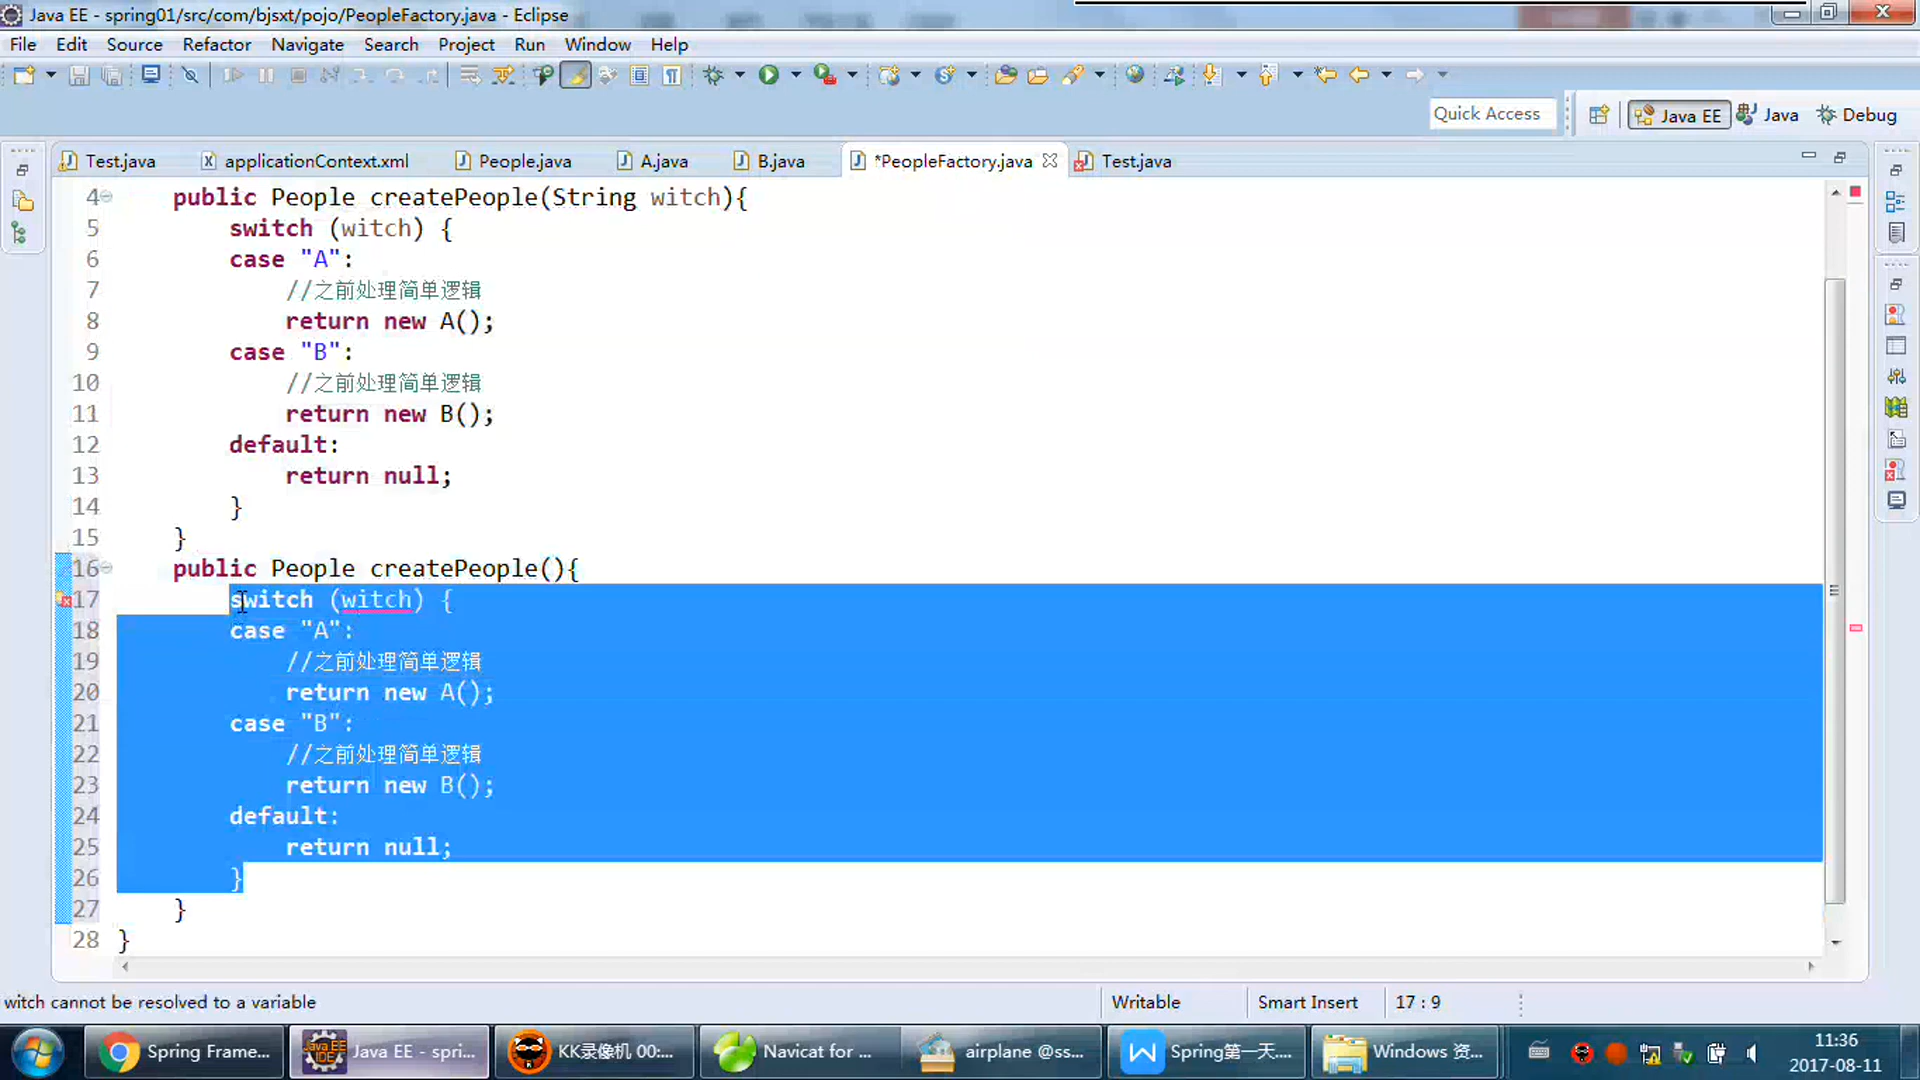 Java EE - spring01/src/com/bjsxt/pojo/PeopleFactory.java - Eclipse
File Edit Source Refactor Navigate Search Project Run Window Help
Quick Access
Java EE
Java
Debug
Test.java
applicationContext.xml
People.java
A.java
B.java
*PeopleFactory.java
Test.java
4 public People createPeople(String witch){
5 switch (witch) {
6 case "A":
7 //之前处理简单逻辑
8 return new A();
9 case "B":
10 //之前处理简单逻辑
11 return new B();
12 default:
13 return null;
14 }
15 }
16 public People createPeople(){
17 switch (witch) {
18 case "A":
19 //之前处理简单逻辑
20 return new A();
21 case "B":
22 //之前处理简单逻辑
23 return new B();
24 default:
25 return null;
26 }
27 }
28 }
witch cannot be resolved to a variable
Writable
Smart Insert
17 : 9
Spring Frame...
Java EE - spri...
KK录像机 00:...
Navicat for ...
airplane @ss...
Spring第一天....
Windows 资...
11:36
2017-08-11